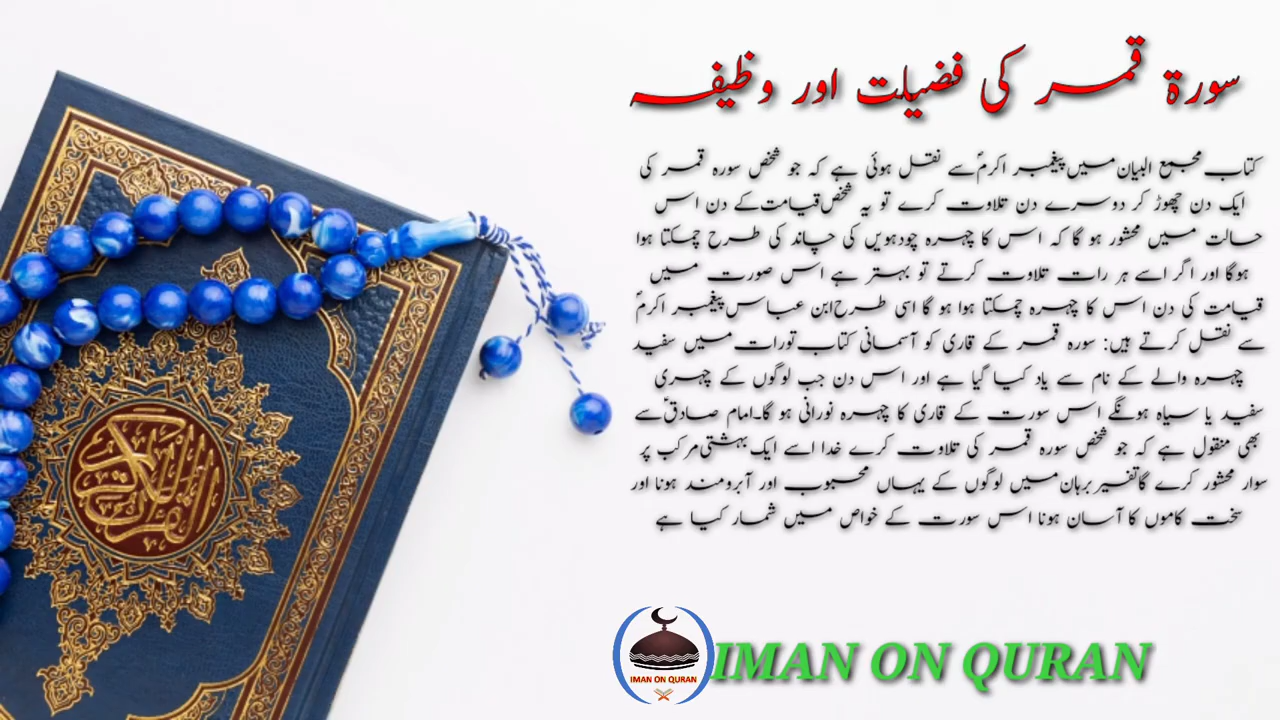 سورۃ قمر کی فضیلت اور وظیفہ
کتاب مجمع البیان میں پیغمبر اکرمؐ سے نقل ہوئی ہے کہ جو شخص سورہ قمر کی
ایک دن چھوڑ کر دوسرے دن تلاوت کرے تو یہ شخص قیامت کے دن اس
حالت میں محشور ہو گا کہ اس کا چہرہ چودہویں کی چاند کی طرح چمکتا ہوا
ہوگا اور اگر اسے ہر رات تلاوت کرتے تو بہتر ہے اس صورت میں
قیامت کی دن اس کا چہرہ چمکتا ہوا ہو گا اسی طرح ابن عباس پیغمبر اکرمؐ
سے نقل کرتے ہیں: سورہ قمر کے قاری کو آسمانی کتاب تورات میں سفید
چہرہ والے کے نام سے یاد کیا گیا ہے اور اس دن جب لوگوں کے چہری
سفید یا سیاہ ہونگے اس سورت کے قاری کا چہرہ نورانی ہو گا۔امام صادقؑ سے
بھی منقول ہے کہ جو شخص سورہ قمر کی تلاوت کرے خدا اسے ایک بہشتی مرکب پر
سوار محشور کرے گا تفسیر برہان میں لوگوں کے یہاں محبوب اور آبرومند ہونا اور
سخت کاموں کا آسان ہونا اس سورت کے خواص میں شمار کیا ہے
القرآن الكريم
IMAN ON QURAN
IMAN ON QURAN